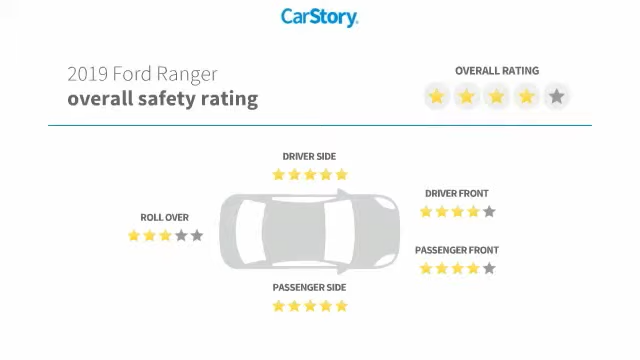 CarStory.
2019 Ford Ranger
overall safety rating
OVERALL RATING
DRIVER SIDE
DRIVER FRONT
ROLL OVER
PASSENGER FRONT
PASSENGER SIDE